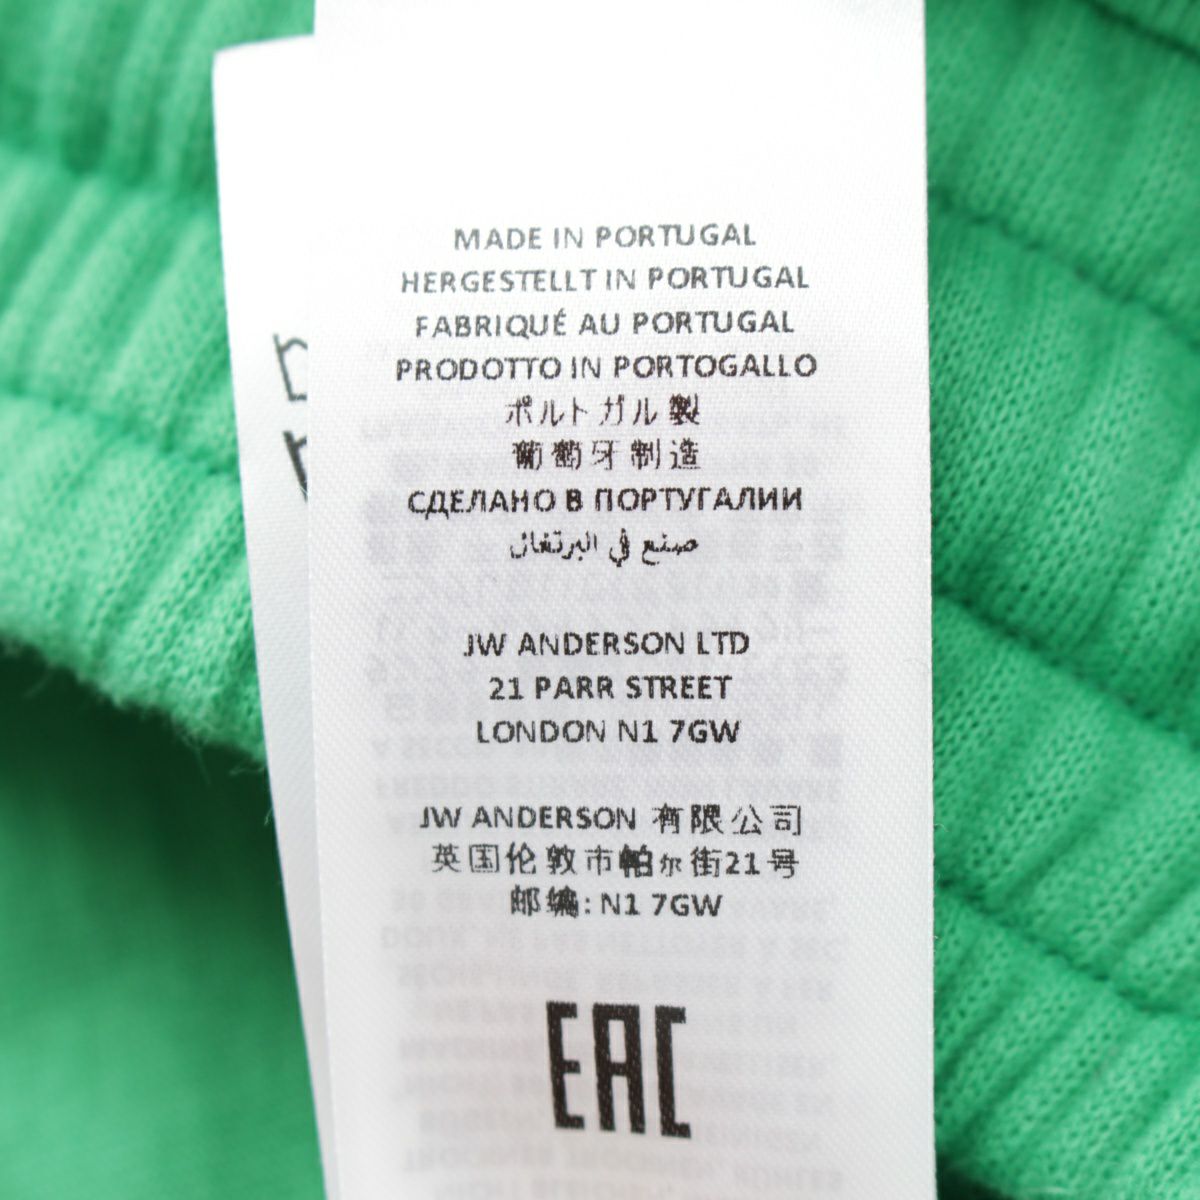 MADE IN PORTUGAL
HERGESTELLT IN PORTUGAL
FABRIQUÉ AU PORTUGAL
PRODOTTO IN PORTOGALLO
ポルトガル製
葡萄牙制造
СДЕЛАНО В ПОРТУГАЛИИ
صنع في البرتغال
JW ANDERSON LTD
21 PARR STREET
LONDON N1 7GW
JW ANDERSON 有限公司
英国伦敦市帕尔街21号
邮编: N1 7GW
EAC